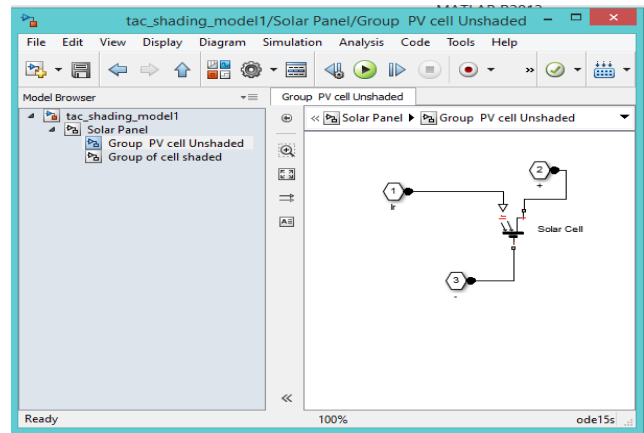 tac_shading_model1/Solar Panel/Group PV cell Unshaded
File Edit View Display Diagram Simulation Analysis Code Tools Help
Model Browser
Group PV cell Unshaded
tac_shading_model1
Solar Panel
Group PV cell Unshaded
Group of cell shaded
« Solar Panel ▶ Group PV cell Unshaded
1
Ir
2
+
Solar Cell
3
-
Ready 100% ode15s